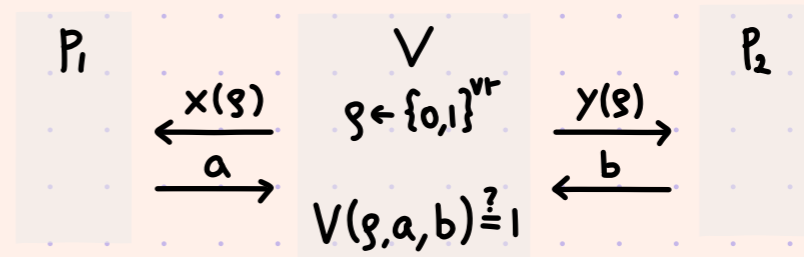 P₁ V P₂
x(ρ) ρ ← {0,1}^vr y(ρ)
a b
V(ρ,a,b) ≟ 1